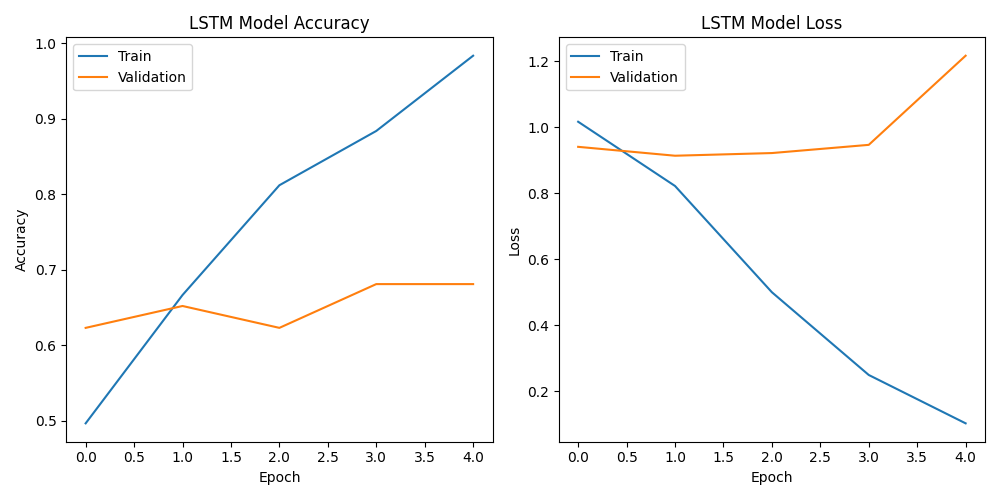 LSTM Model Accuracy
Train
Validation
1.0
0.9
0.8
0.7
0.6
0.5
Accuracy
0.0 0.5 1.0 1.5 2.0 2.5 3.0 3.5 4.0
Epoch
LSTM Model Loss
Train
Validation
1.2
1.0
0.8
0.6
0.4
0.2
Loss
0.0 0.5 1.0 1.5 2.0 2.5 3.0 3.5 4.0
Epoch